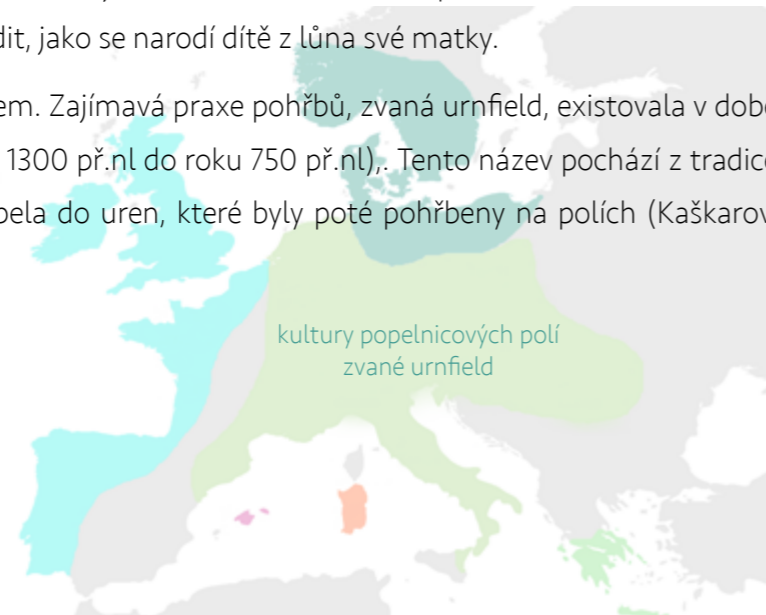 dit, jako se narodí dítě z lůna své matky.
em. Zajímavá praxe pohřbů, zvaná urnfield, existovala v době
1300 př.nl do roku 750 př.nl),. Tento název pochází z tradice
pela do uren, které byly poté pohřbeny na polích (Kaškarov
kultury popelnicových polí
zvané urnfield